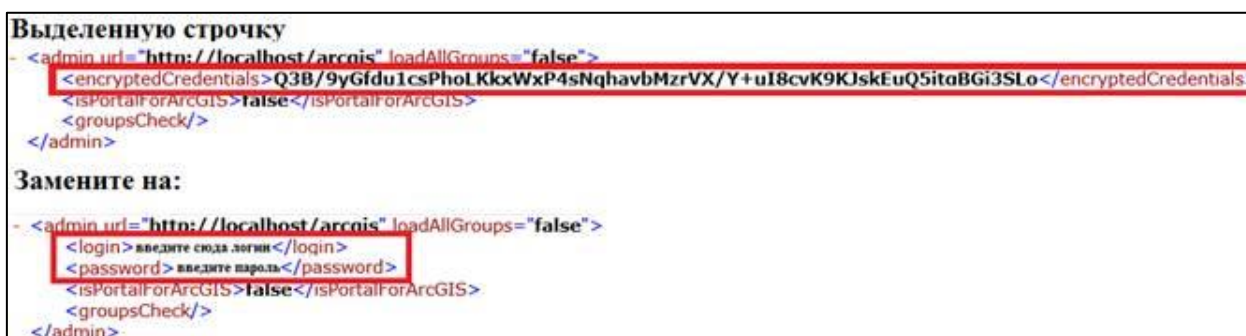 Выделенную строчку
- <admin url="http://localhost/arcgis" loadAllGroups="false">
<encryptedCredentials>Q3B/9yGfdu1csPhoLKkxWxP4sNqhavbMzrVX/Y+uI8cvK9KJskEuQ5itqBGi3SLo</encryptedCredentials
<isPortalForArcGIS>false</isPortalForArcGIS>
<groupsCheck/>
</admin>
Замените на:
- <admin url="http://localhost/arcgis" loadAllGroups="false">
<login>введите сюда логин</login>
<password>введите пароль</password>
<isPortalForArcGIS>false</isPortalForArcGIS>
<groupsCheck/>
</admin>